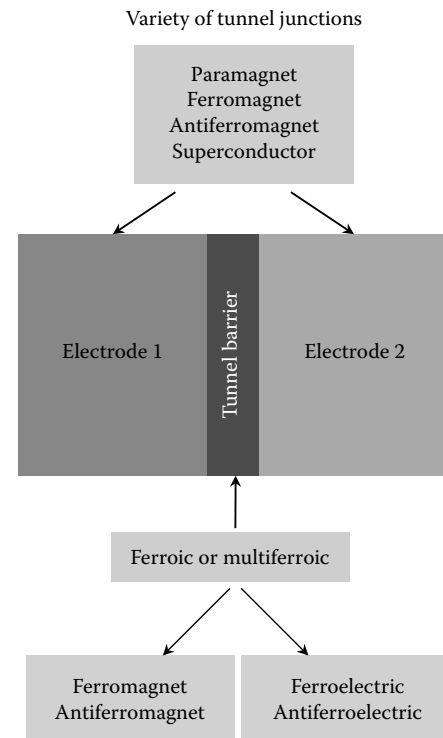 Variety of tunnel junctions
Paramagnet
Ferromagnet
Antiferromagnet
Superconductor
Electrode 1
Tunnel barrier
Electrode 2
Ferroic or multiferroic
Ferromagnet
Antiferromagnet
Ferroelectric
Antiferroelectric